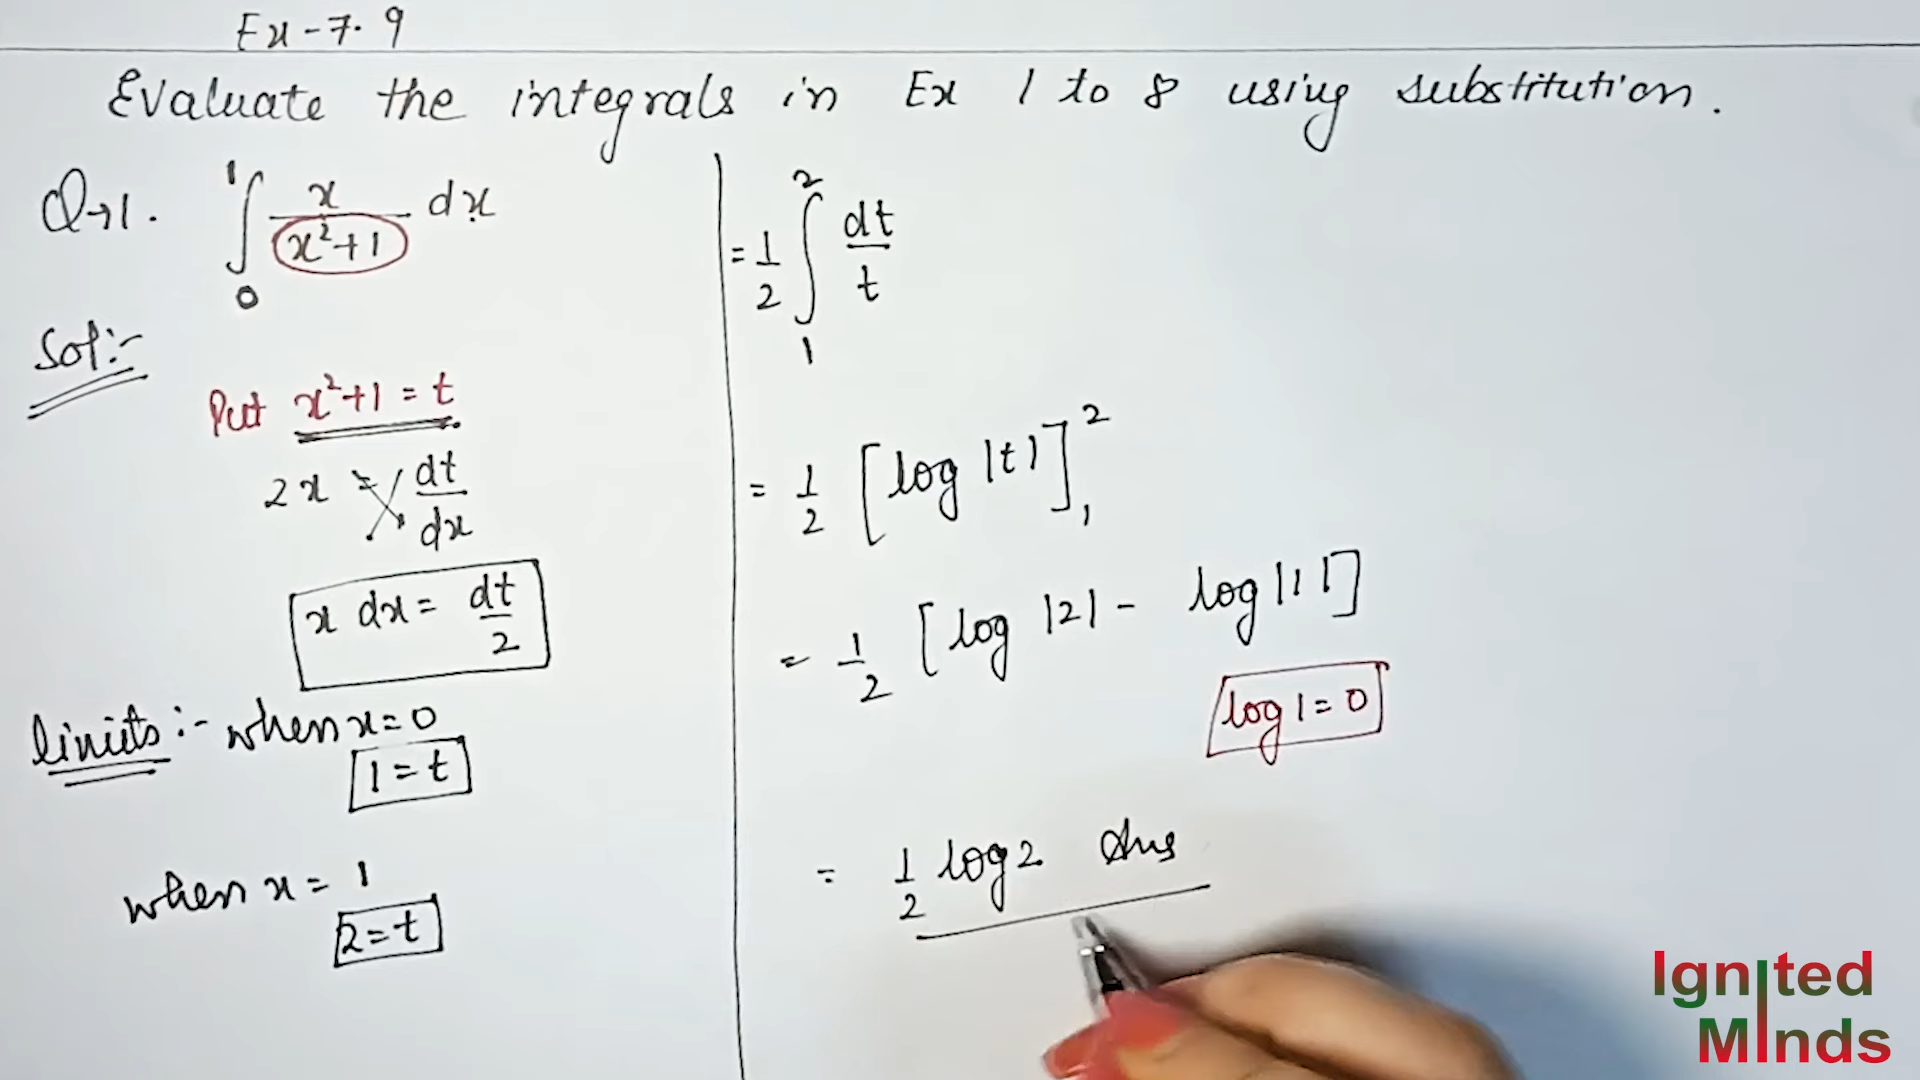 Ex - 7.9
Evaluate the integrals in Ex 1 to 8 using substitution.
Q→1. ∫₀¹ x/(x²+1) dx
Sol:-
Put x²+1 = t
2x = dt/dx
x dx = dt/2
limits:- when x=0
1=t
when x = 1
2=t
= 1/2 ∫₁² dt/t
= 1/2 [log |t|]₁²
= 1/2 [log |2| - log |1|]
log 1 = 0
= 1/2 log 2 Ans
Ignited
Minds